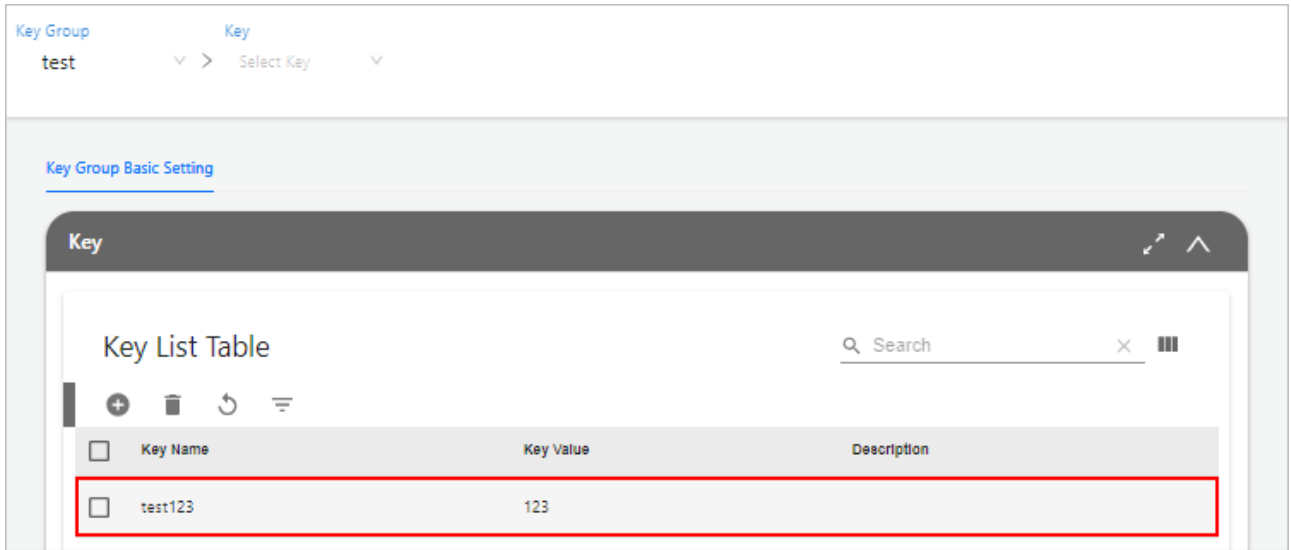 Key Group Key
test > Select Key
Key Group Basic Setting
Key
Key List Table Search
Key Name Key Value Description
test123 123